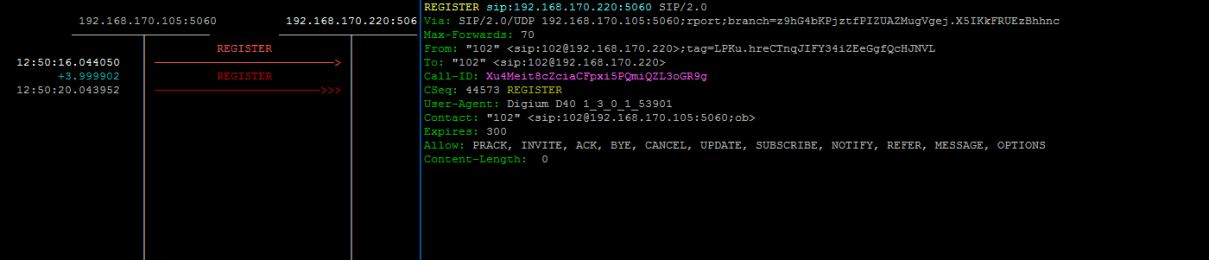 192.168.170.105:5060 192.168.170.220:506
REGISTER
12:50:16.044050
+3.999902 REGISTER
12:50:20.043952 >>>
REGISTER sip:192.168.170.220:5060 SIP/2.0
Via: SIP/2.0/UDP 192.168.170.105:5060;rport;branch=z9hG4bKPjztfPIZUAZMugVgej.X5IKkFRUEzBhhnc
Max-Forwards: 70
From: "102" <sip:102@192.168.170.220>;tag=LPKu.hreCTnqJIFY34iZEeGgfQcHJNVL
To: "102" <sip:102@192.168.170.220>
Call-ID: Xu4Meit8cZciaCFpxi5PQmiQZL3oGR9g
CSeq: 44573 REGISTER
User-Agent: Digium D40 1_3_0_1_53901
Contact: "102" <sip:102@192.168.170.105:5060;ob>
Expires: 300
Allow: PRACK, INVITE, ACK, BYE, CANCEL, UPDATE, SUBSCRIBE, NOTIFY, REFER, MESSAGE, OPTIONS
Content-Length:  0